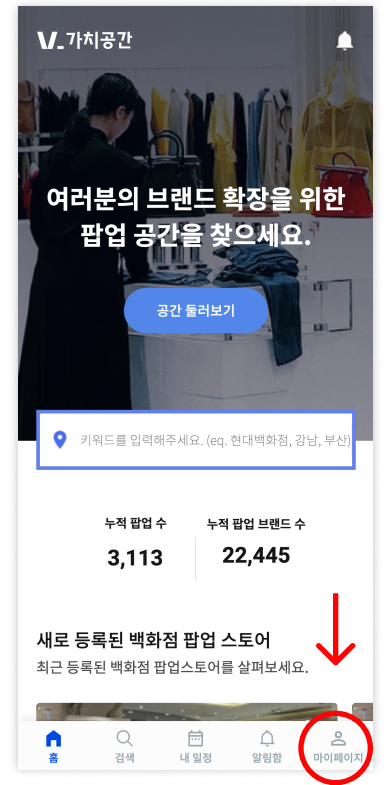 V_ 가치공간
여러분의 브랜드 확장을 위한
팝업 공간을 찾으세요.
공간 둘러보기
키워드를 입력해주세요. (eq. 현대백화점, 강남, 부산)
누적 팝업 수
누적 팝업 브랜드 수
3,113
22,445
새로 등록된 백화점 팝업 스토어
최근 등록된 백화점 팝업스토어를 살펴보세요.
홈
검색
내 일정
알림함
마이페이지